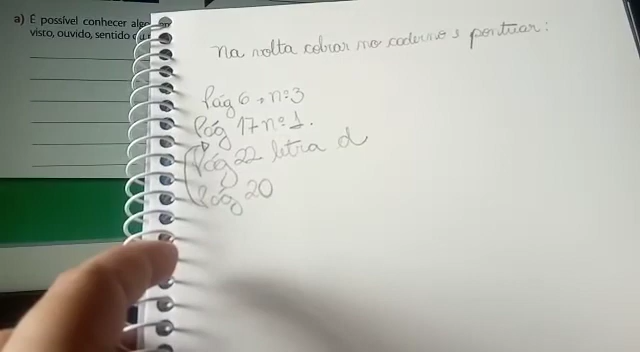 a) É possível conhecer algo
visto, ouvido, sentido
Na volta cobrar no caderno e pontuar:
Pág 6, nº 3
Pág 17 nº 1.
Pág 22 letra d
Pág 20